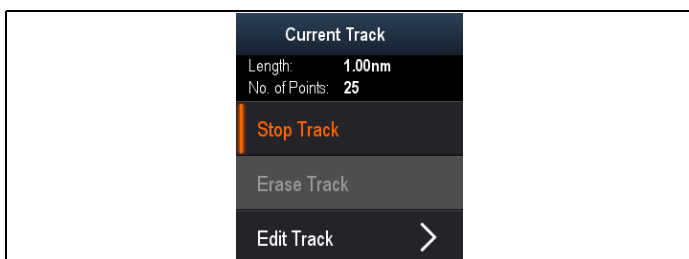 Current Track
Length: 1.00nm
No. of Points: 25
Stop Track
Erase Track
Edit Track